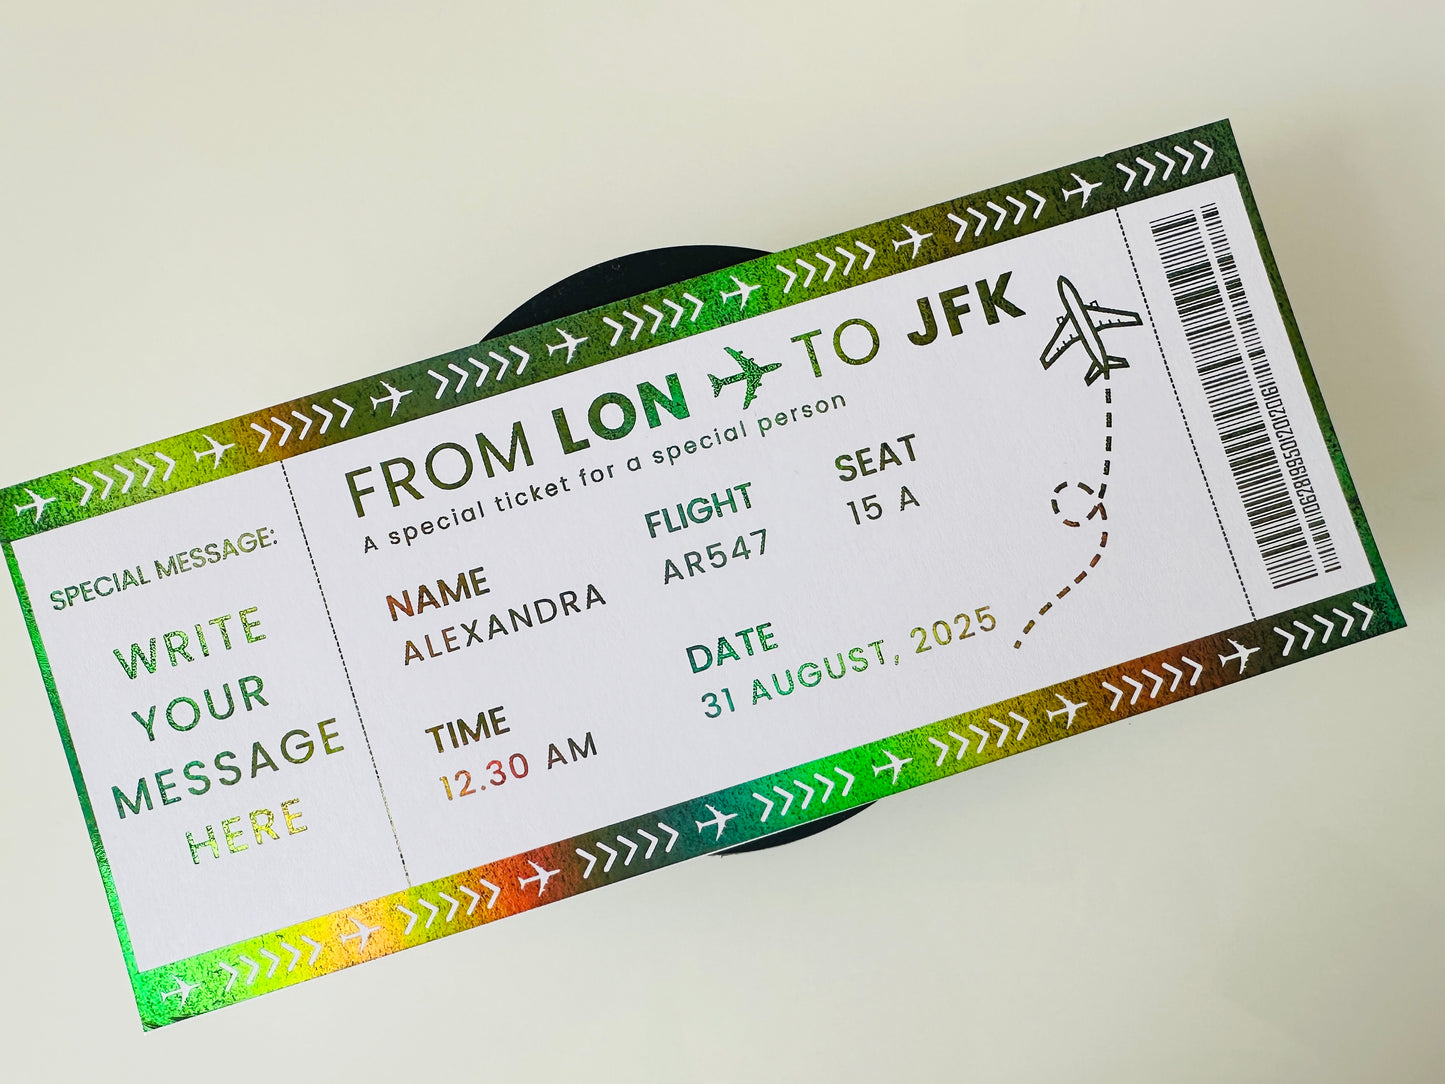 SPECIAL MESSAGE:
WRITE
YOUR
MESSAGE
HERE
FROM LON TO JFK
A special ticket for a special person
NAME
ALEXANDRA
FLIGHT
AR547
SEAT
15 A
TIME
12.30 AM
DATE
31 AUGUST, 2025